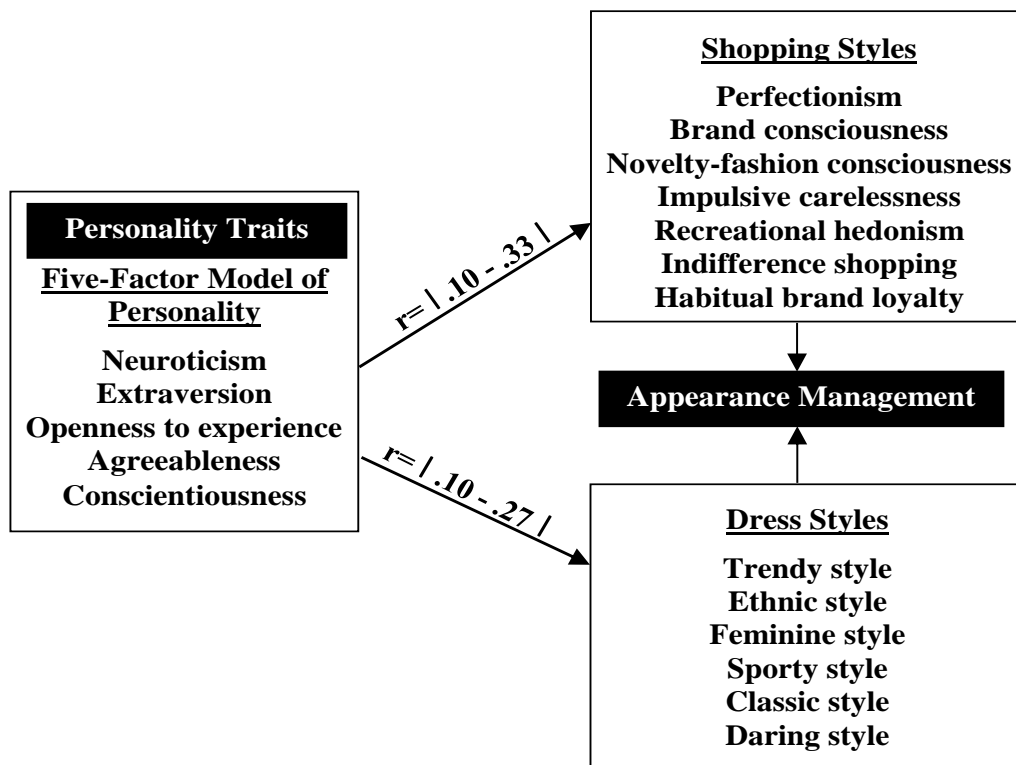 Personality Traits
Five-Factor Model of
Personality
Neuroticism
Extraversion
Openness to experience
Agreeableness
Conscientiousness
r= | .10 - .33 |
r= | .10 - .27 |
Shopping Styles
Perfectionism
Brand consciousness
Novelty-fashion consciousness
Impulsive carelessness
Recreational hedonism
Indifference shopping
Habitual brand loyalty
Appearance Management
Dress Styles
Trendy style
Ethnic style
Feminine style
Sporty style
Classic style
Daring style